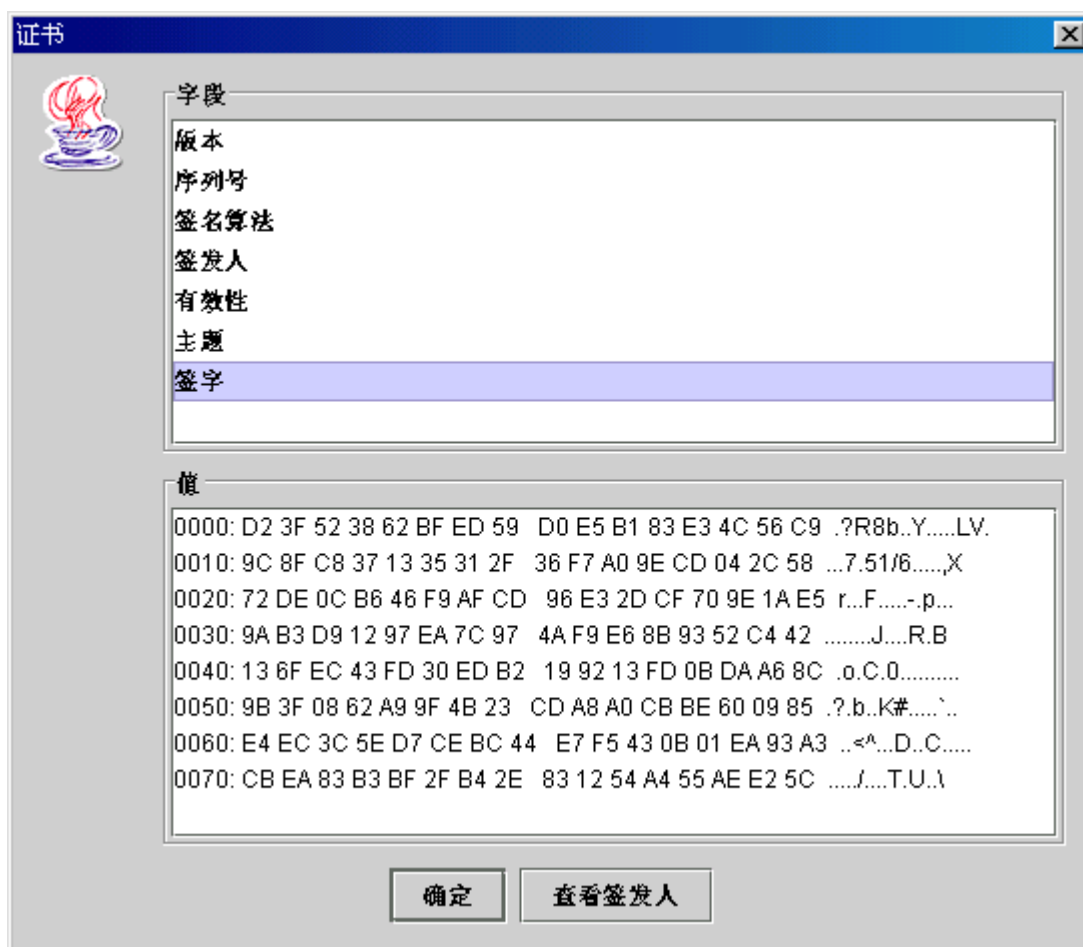 证书
字段
版本
序列号
签名算法
签发人
有效性
主题
签字
值
0000: D2 3F 52 38 62 BF ED 59 D0 E5 B1 83 E3 4C 56 C9 .?R8b..Y.....LV.
0010: 9C 8F C8 37 13 35 31 2F 36 F7 A0 9E CD 04 2C 58 ...7.51/6.....,X
0020: 72 DE 0C B6 46 F9 AF CD 96 E3 2D CF 70 9E 1A E5 r...F.....-.p...
0030: 9A B3 D9 12 97 EA 7C 97 4A F9 E6 8B 93 52 C4 42 ........J....R.B
0040: 13 6F EC 43 FD 30 ED B2 19 92 13 FD 0B DA A6 8C .o.C.0..........
0050: 9B 3F 08 62 A9 9F 4B 23 CD A8 A0 CB BE 60 09 85 .?.b..K#.....`..
0060: E4 EC 3C 5E D7 CE BC 44 E7 F5 43 0B 01 EA 93 A3 ..<^...D..C.....
0070: CB EA 83 B3 BF 2F B4 2E 83 12 54 A4 55 AE E2 5C ...../....T.U..\
确定
查看签发人